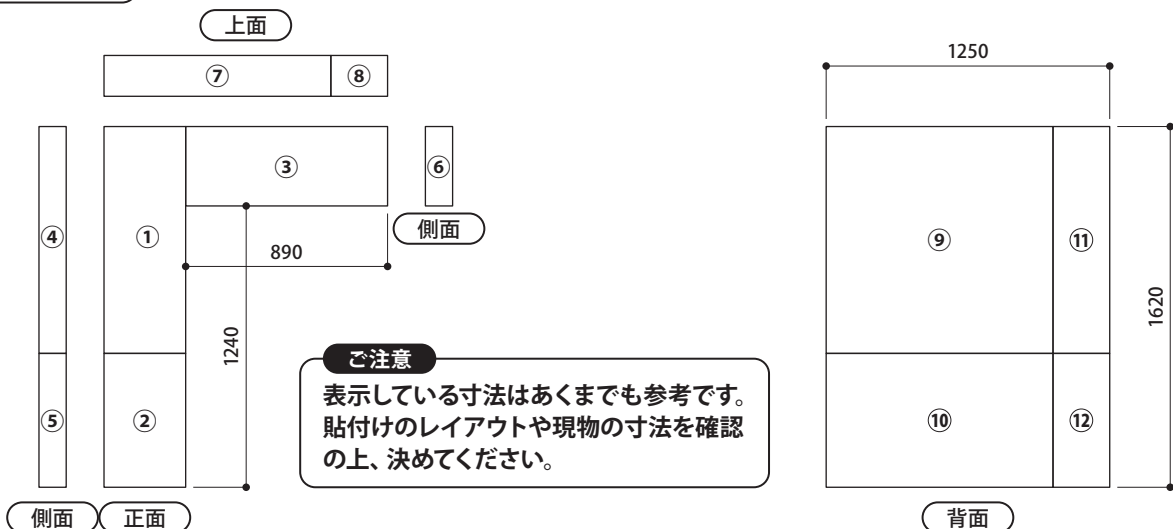 上面
1250
⑦
⑧
③
⑥
④
①
側面
⑨
⑪
890
1240
1620
ご注意
表示している寸法はあくまでも参考です。
貼付けのレイアウトや現物の寸法を確認
の上、決めてください。
⑤
②
⑩
⑫
側面
正面
背面